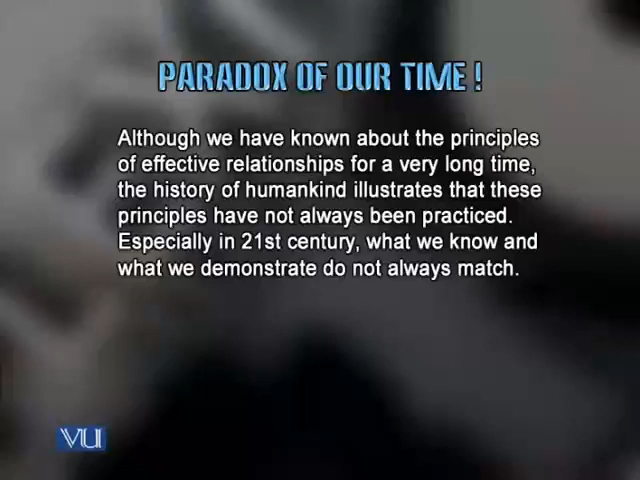 PARADOX OF OUR TIME !
Although we have known about the principles
of effective relationships for a very long time,
the history of humankind illustrates that these
principles have not always been practiced.
Especially in 21st century, what we know and
what we demonstrate do not always match.
VU